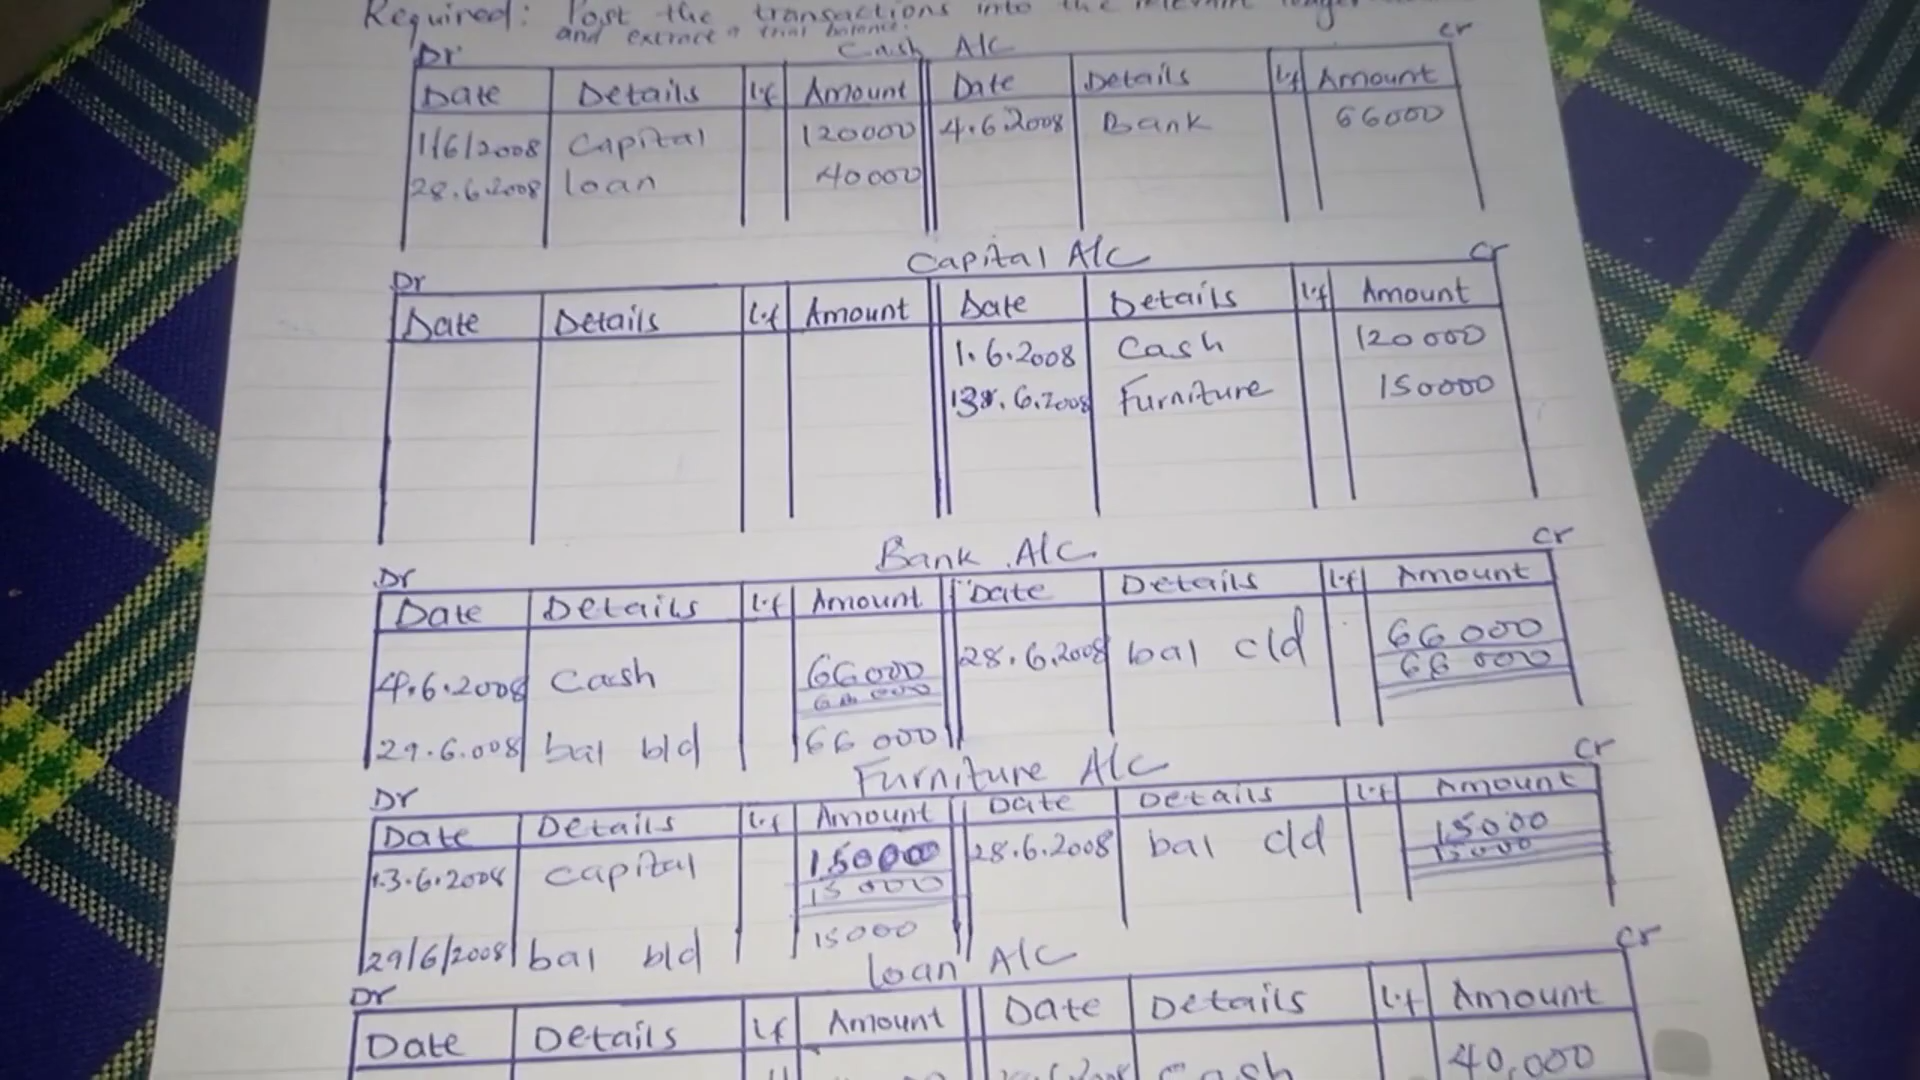 Required: Post the transactions into the relevant
and extract a trial balance.
Dr Cash A/C Cr
Date Details l.f Amount Date Details l.f Amount
1/6/2008 Capital 120000 4.6.2008 Bank 66000
28.6.2008 loan 40000
Capital A/C
Dr Cr
Date Details l.f Amount Date Details l.f Amount
1.6.2008 Cash 120000
.6.2008 Furniture 150000
Bank A/C
Dr Cr
Date Details l.f Amount Date Details l.f Amount
4.6.2008 Cash 66000 28.6.2008 bal c/d 66000
66000 66000
29.6.008 bal b/d 66000
Furniture A/C
Dr Cr
Date Details l.f Amount Date Details l.f Amount
13.6.2008 capital 15000 28.6.2008 bal c/d 15000
15000 15000
29/6/2008 bal b/d 15000
loan A/C
Dr Cr
Date Details l.f Amount Date Details l.f Amount
Cash 40,000